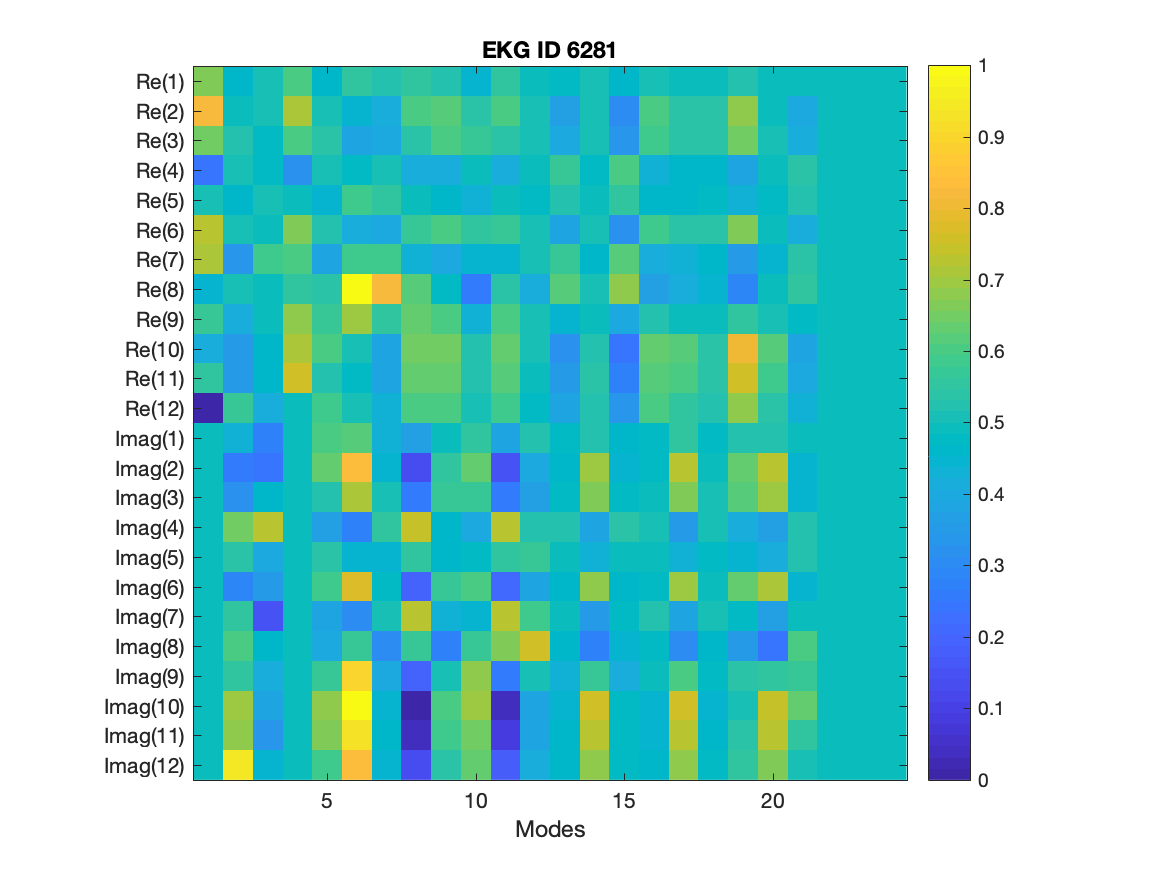 EKG ID 6281
Re(1)
Re(2)
Re(3)
Re(4)
Re(5)
Re(6)
Re(7)
Re(8)
Re(9)
Re(10)
Re(11)
Re(12)
Imag(1)
Imag(2)
Imag(3)
Imag(4)
Imag(5)
Imag(6)
Imag(7)
Imag(8)
Imag(9)
Imag(10)
Imag(11)
Imag(12)
5 10 15 20
Modes
1
0.9
0.8
0.7
0.6
0.5
0.4
0.3
0.2
0.1
0